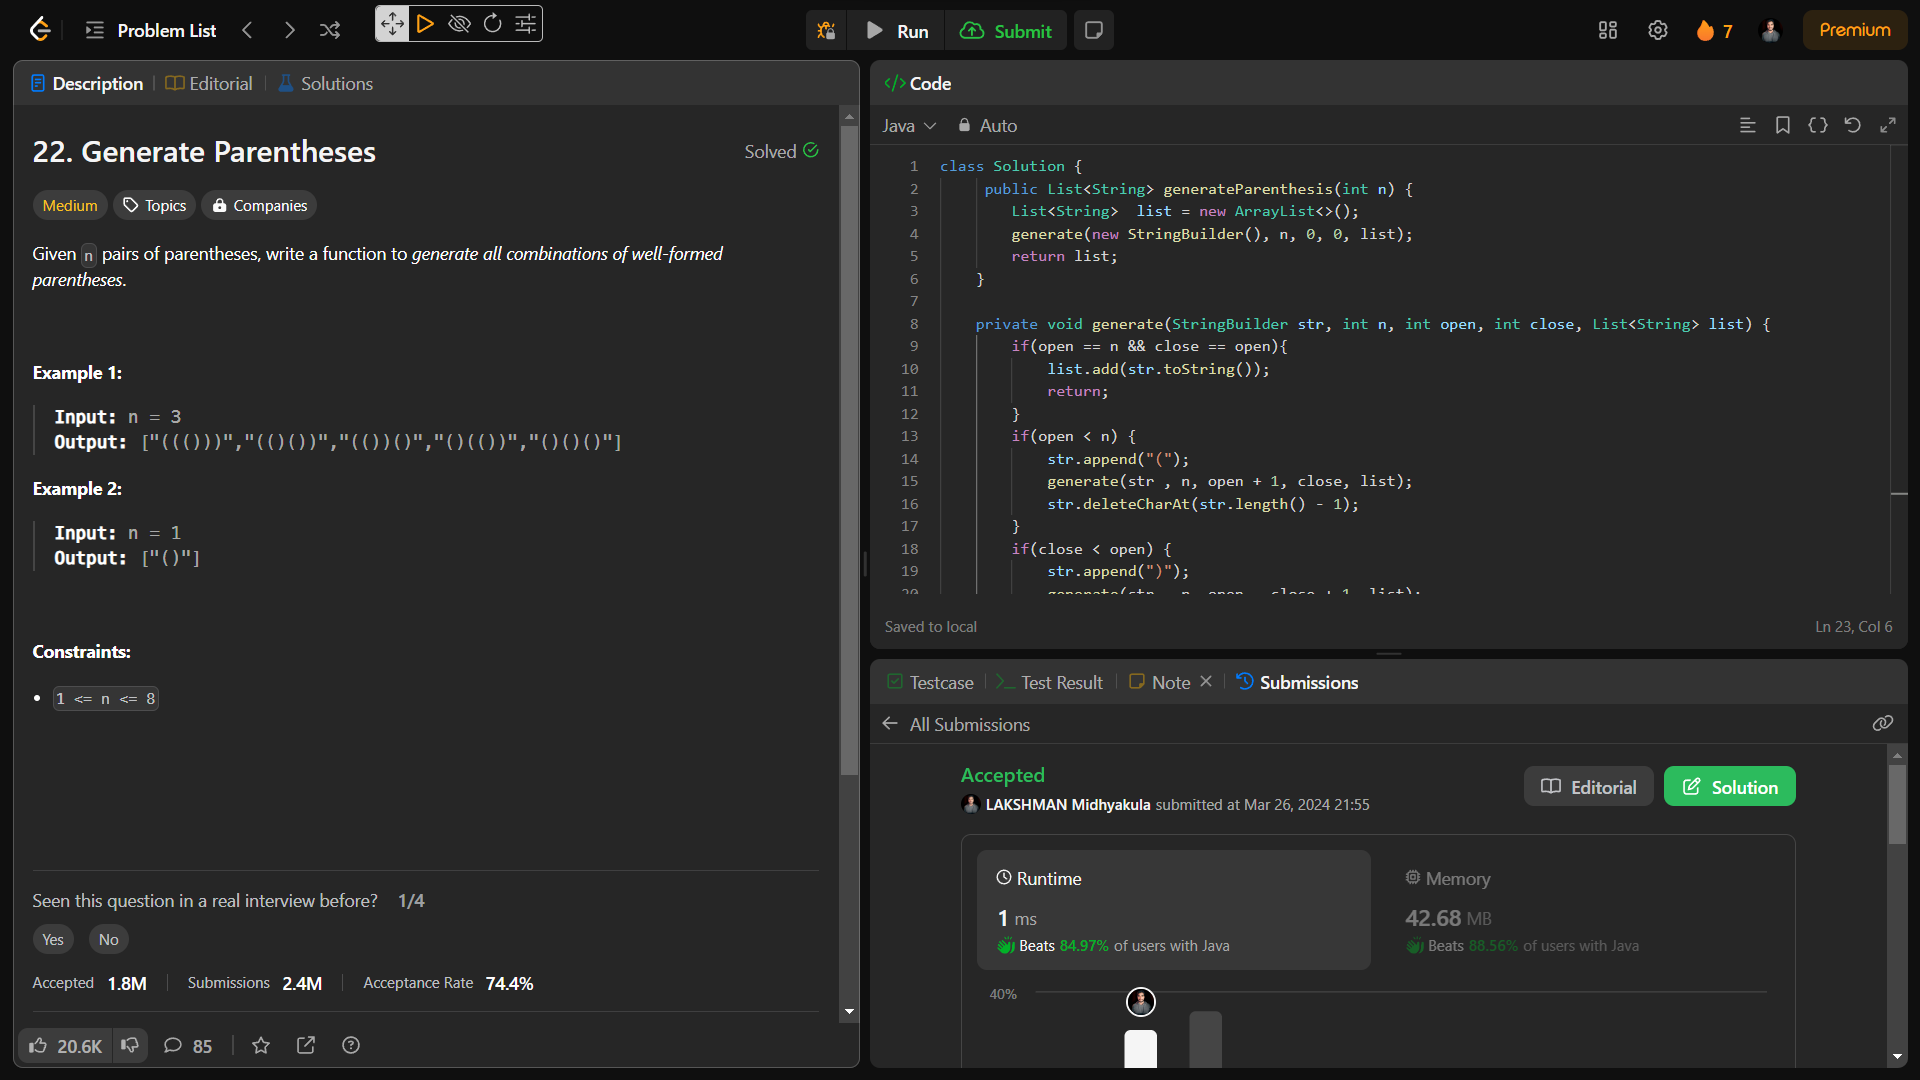 Problem List
Run
Submit
7
Premium
Description
Editorial
Solutions
22. Generate Parentheses
Solved
Medium
Topics
Companies
Given n pairs of parentheses, write a function to generate all combinations of well-formed
parentheses.
Example 1:
Input: n = 3
Output: ["((()))","(()())","(())()","()(())","()()()"]
Example 2:
Input: n = 1
Output: ["()"]
Constraints:
1 <= n <= 8
Seen this question in a real interview before? 1/4
Yes
No
Accepted 1.8M
Submissions 2.4M
Acceptance Rate 74.4%
20.6K
85
</> Code
Java
Auto
1 class Solution {
2 public List<String> generateParenthesis(int n) {
3 List<String>  list = new ArrayList<>();
4 generate(new StringBuilder(), n, 0, 0, list);
5 return list;
6 }
7
8 private void generate(StringBuilder str, int n, int open, int close, List<String> list) {
9 if(open == n && close == open){
10 list.add(str.toString());
11 return;
12 }
13 if(open < n) {
14 str.append("(");
15 generate(str , n, open + 1, close, list);
16 str.deleteCharAt(str.length() - 1);
17 }
18 if(close < open) {
19 str.append(")");
20 generate(str , n, open , close + 1, list);
Saved to local
Ln 23, Col 6
Testcase
Test Result
Note
Submissions
All Submissions
Accepted
LAKSHMAN Midhyakula submitted at Mar 26, 2024 21:55
Editorial
Solution
Runtime
1 ms
Beats 84.97% of users with Java
Memory
42.68 MB
Beats 88.56% of users with Java
40%